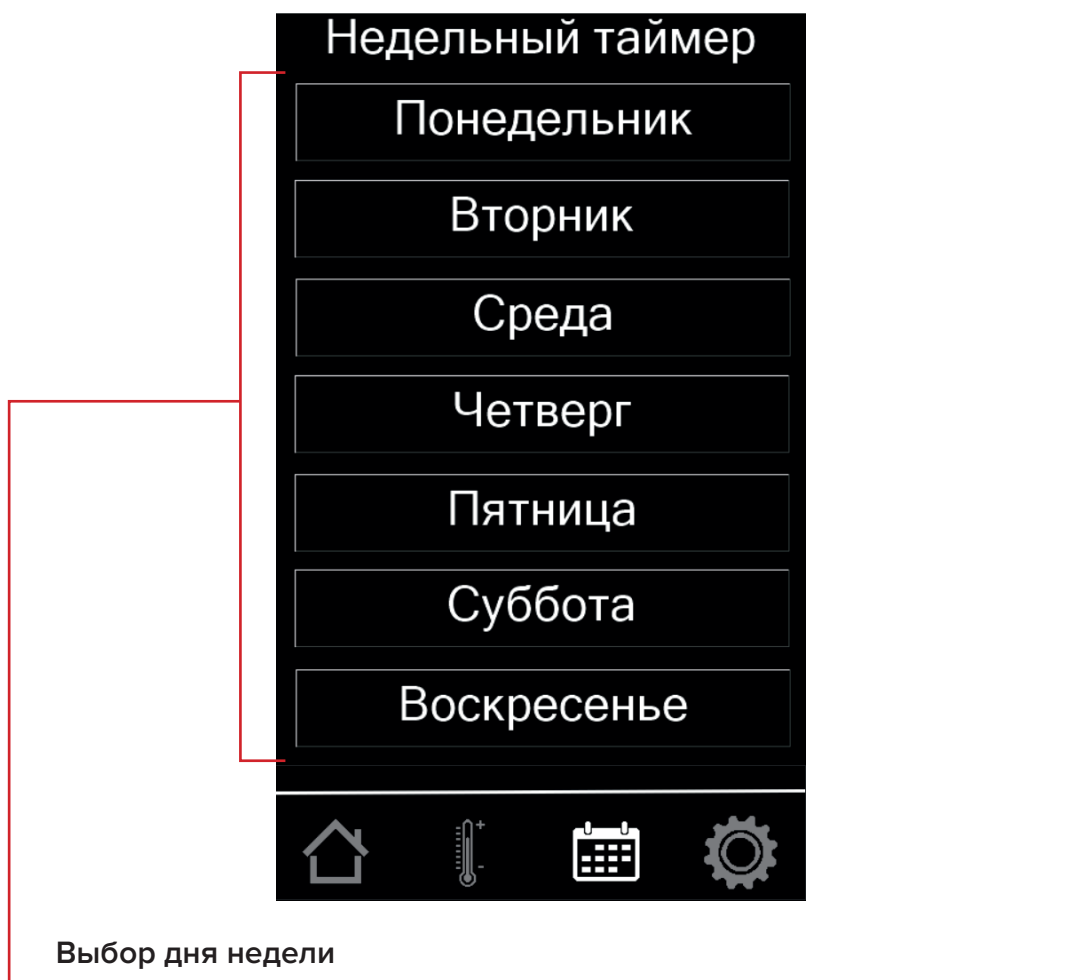 Недельный таймер
Понедельник
Вторник
Среда
Четверг
Пятница
Суббота
Воскресенье
Выбор дня недели